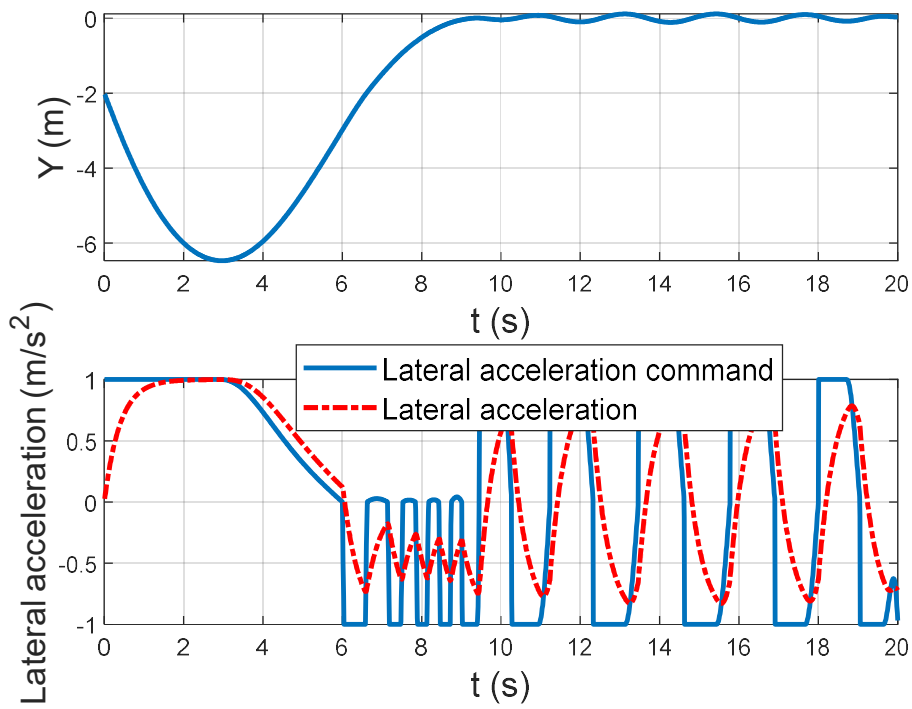 Y (m)
0
-2
-4
-6
0 2 4 6 8 10 12 14 16 18 20
t (s)
Lateral acceleration (m/s²)
1
0.5
0
-0.5
-1
Lateral acceleration command
Lateral acceleration
0 2 4 6 8 10 12 14 16 18 20
t (s)